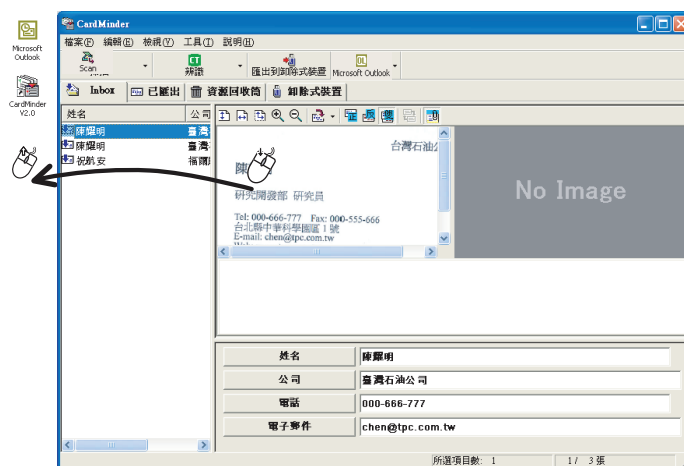 CardMinder
Microsoft
Outlook
CardMinder
V2.0
檔案(F) 編輯(E) 檢視(V) 工具(I) 說明(H)
Scan
辨識
匯出到卸除式裝置
Microsoft Outlook
Inbox 已匯出 資源回收筒 卸除式裝置
姓名 公司
陳耀明 臺灣
陳耀明 臺灣
祝航安 福爾
台灣石油公
陳
研究開發部 研究員
Tel: 000-666-777 Fax: 000-555-666
台北縣中華科學園區 1 號
E-mail: chen@tpc.com.tw
No Image
姓名 陳耀明
公司 臺灣石油公司
電話 000-666-777
電子郵件 chen@tpc.com.tw
所選項目數: 1 1 / 3 張